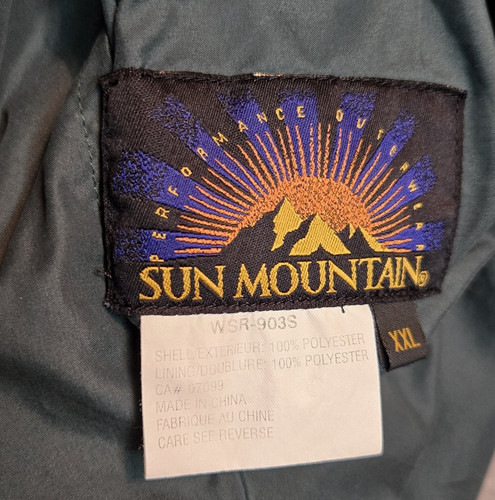 PERFORMANCE OUTERWEAR
SUN MOUNTAIN®
XXL
WSR-903S
SHELL EXTERIEUR: 100% POLYESTER
LINING/DOUBLURE: 100% POLYESTER
CA# 07099
MADE IN CHINA
FABRIQUE AU CHINE
CARE SEE REVERSE